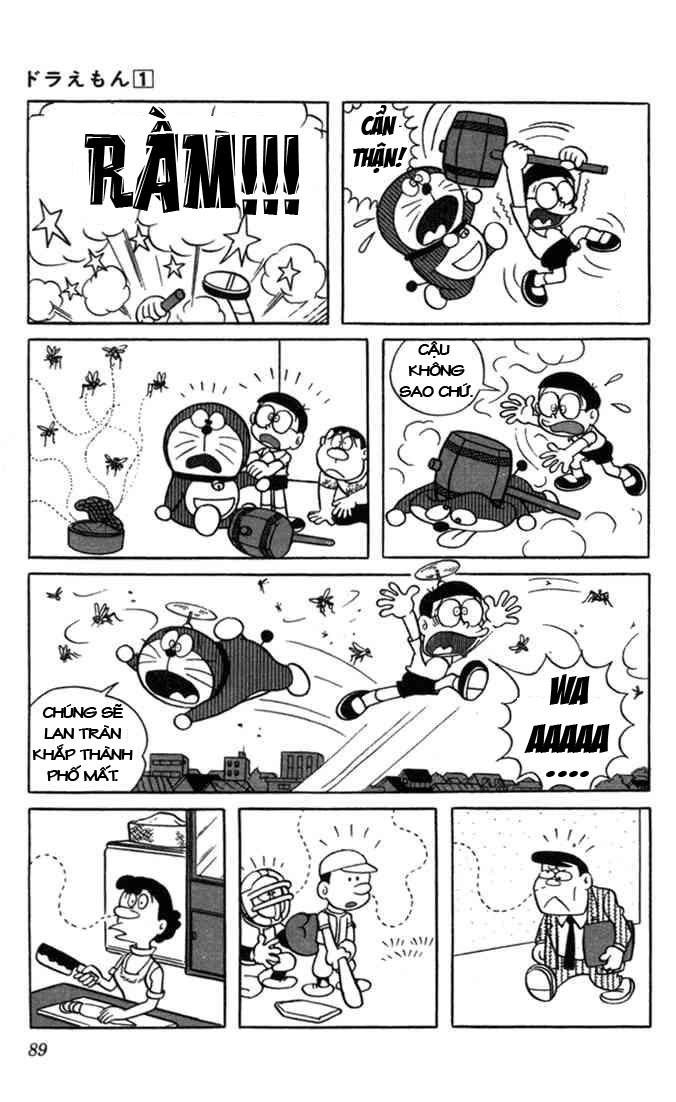 ドラえもん1
CẨN
THẬN!
RẦM!!!
CẬU
KHÔNG
SAO CHỨ.
WA
AAAAA
....
CHÚNG SẼ
LAN TRÀN
KHẮP THÀNH
PHỐ MẤT.
89